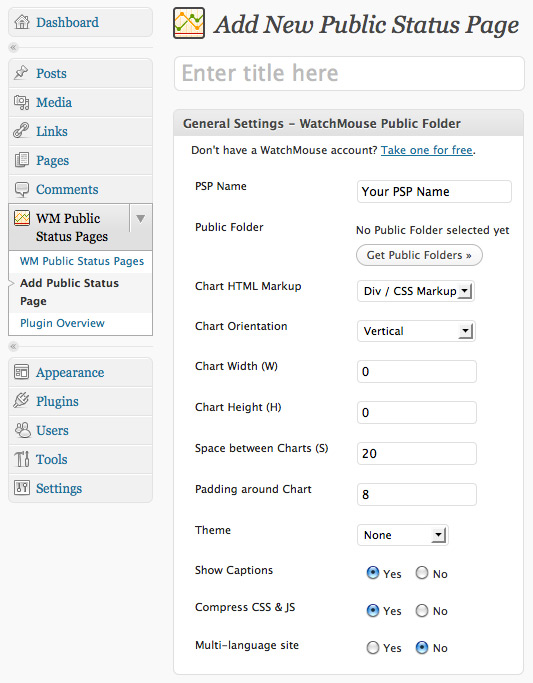 Dashboard
Posts
Media
Links
Pages
Comments
WM Public
Status Pages
WM Public Status Pages
Add Public Status
Page
Plugin Overview
Appearance
Plugins
Users
Tools
Settings
Add New Public Status Page
Enter title here
General Settings – WatchMouse Public Folder
Don't have a WatchMouse account? Take one for free.
PSP Name Your PSP Name
Public Folder No Public Folder selected yet
Get Public Folders »
Chart HTML Markup Div / CSS Markup
Chart Orientation Vertical
Chart Width (W) 0
Chart Height (H) 0
Space between Charts (S) 20
Padding around Chart 8
Theme None
Show Captions Yes No
Compress CSS & JS Yes No
Multi-language site Yes No